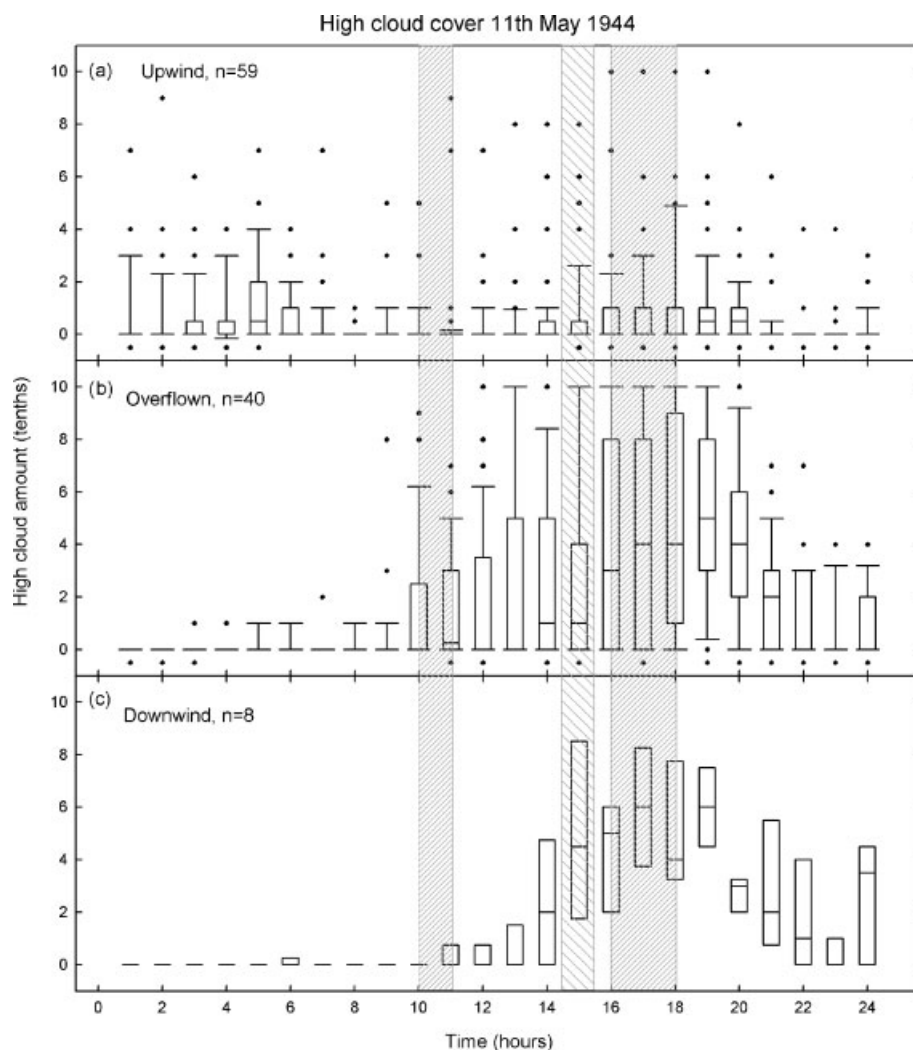 High cloud cover 11th May 1944
(a)
Upwind, n=59
10
8
6
4
2
0
(b)
Overflown, n=40
10
8
6
4
2
0
High cloud amount (tenths)
(c)
Downwind, n=8
10
8
6
4
2
0
0 2 4 6 8 10 12 14 16 18 20 22 24
Time (hours)